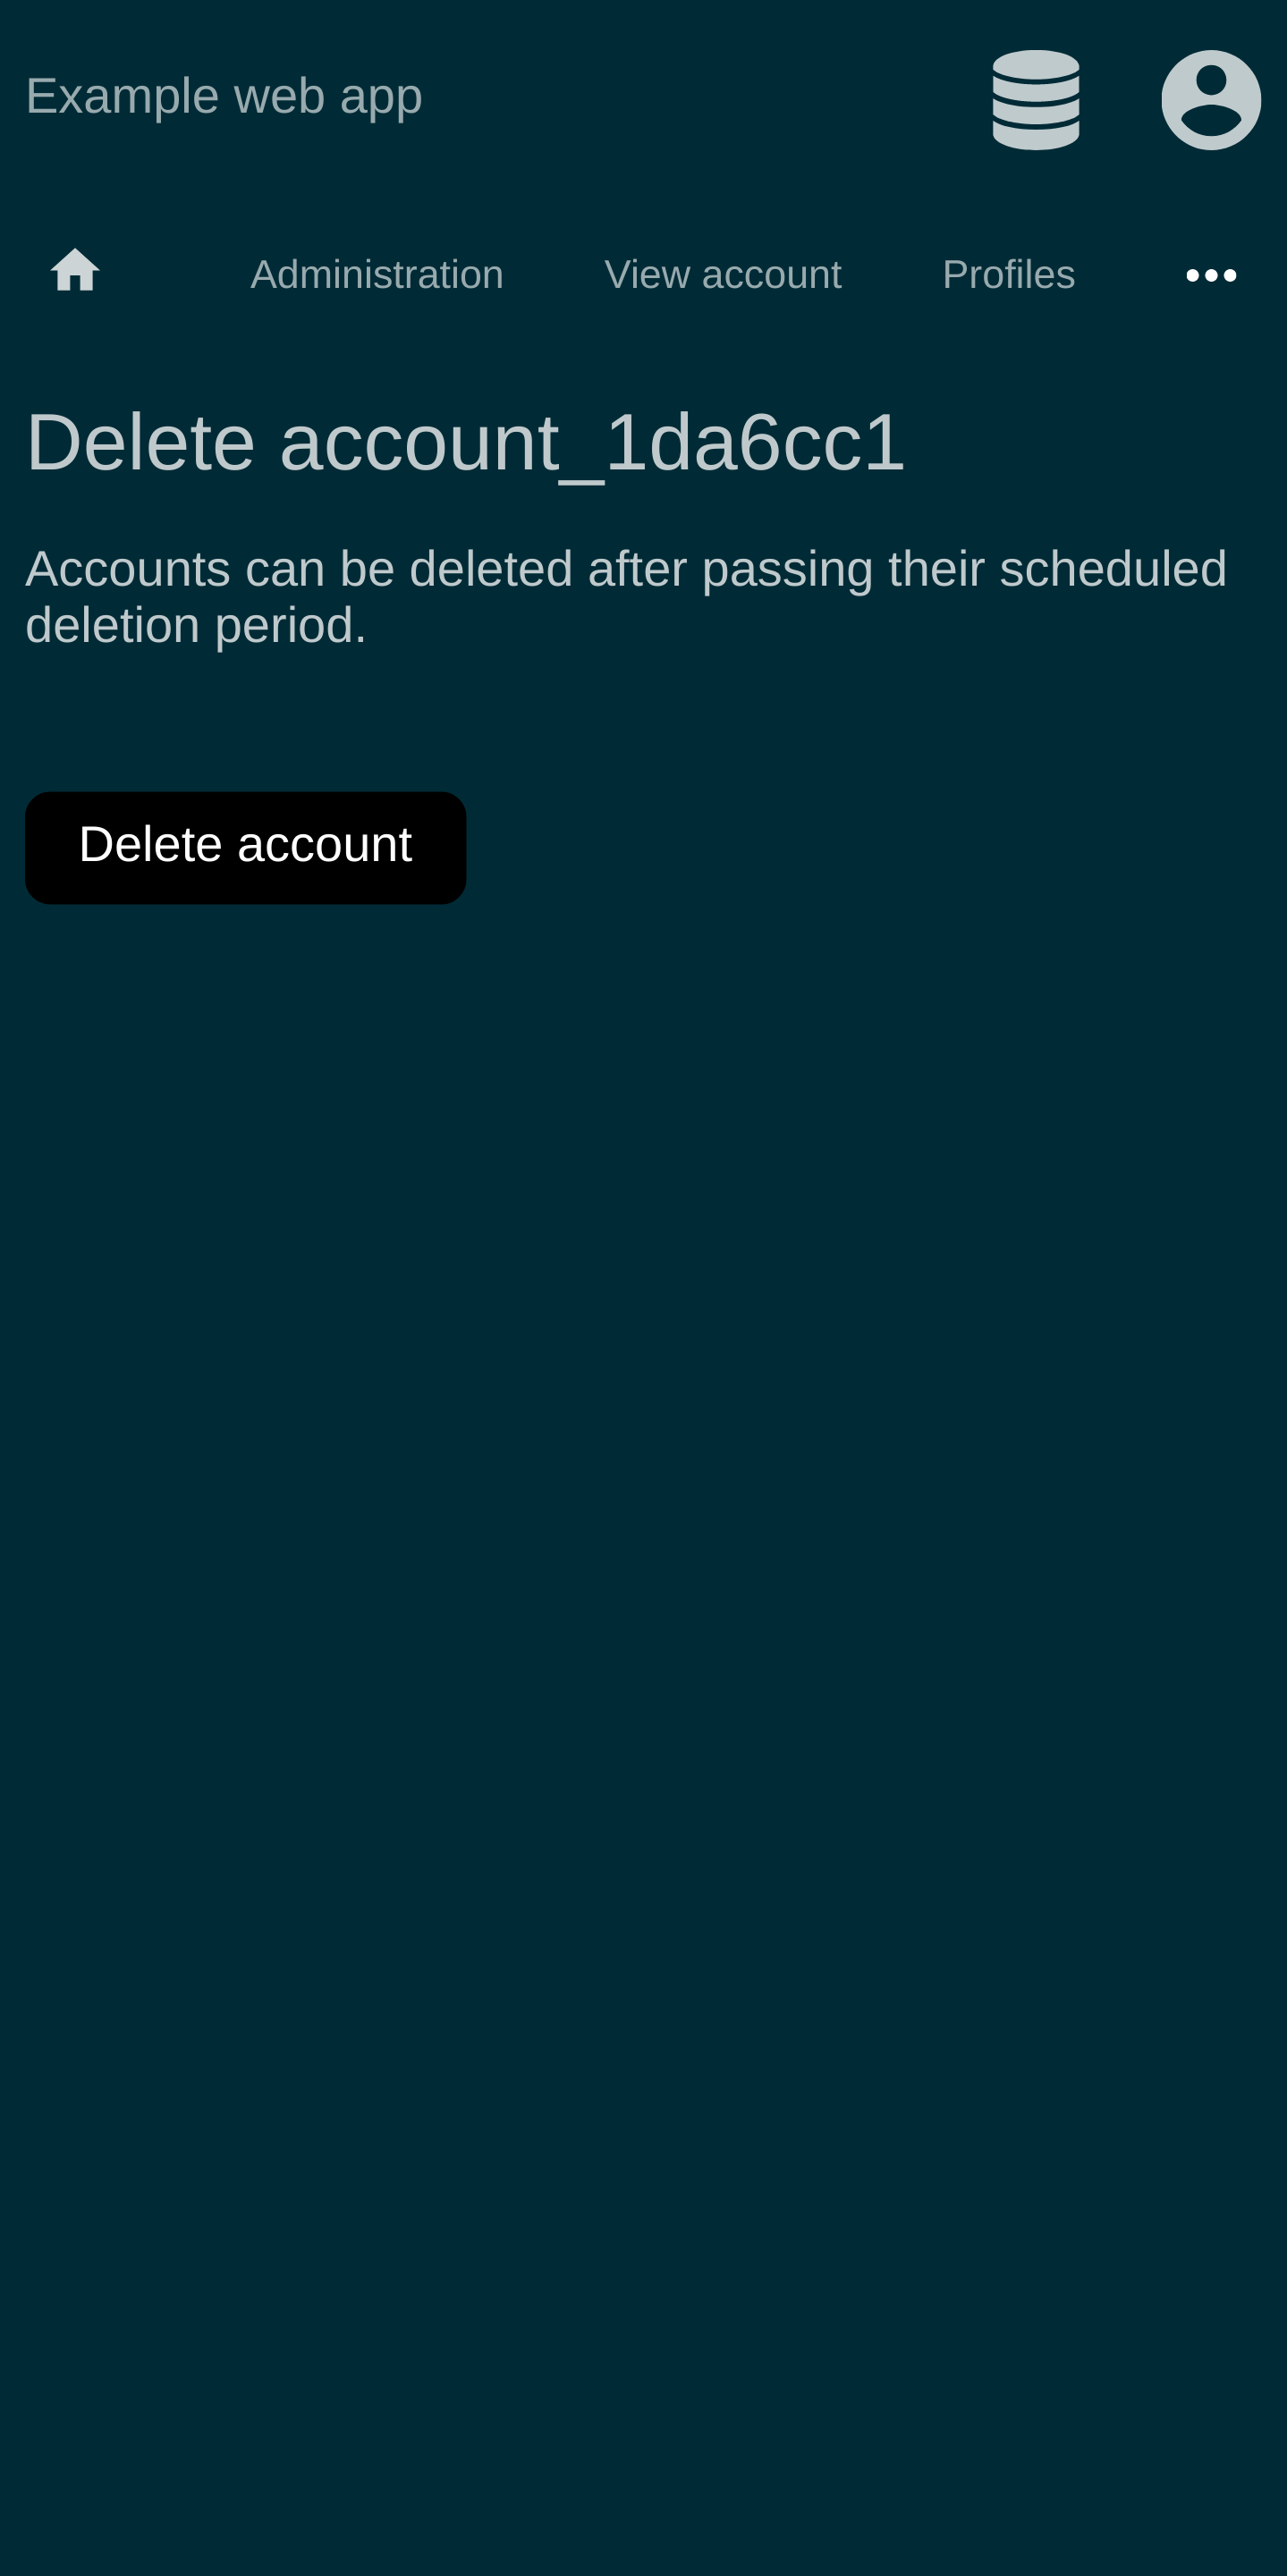 Example web app
Administration View account Profiles
Delete account_1da6cc1
Accounts can be deleted after passing their scheduled
deletion period.
Delete account